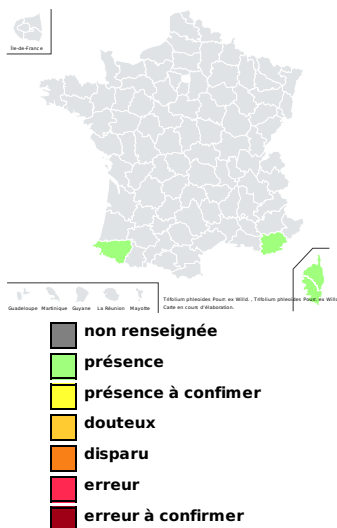 Île-de-France
Guadeloupe Martinique Guyane La Réunion Mayotte
Trifolium phleoides Pourr. ex Willd. , Trifolium phleoides Pourr. ex Willd
Carte en cours d'élaboration.
non renseignée
présence
présence à confimer
douteux
disparu
erreur
erreur à confirmer